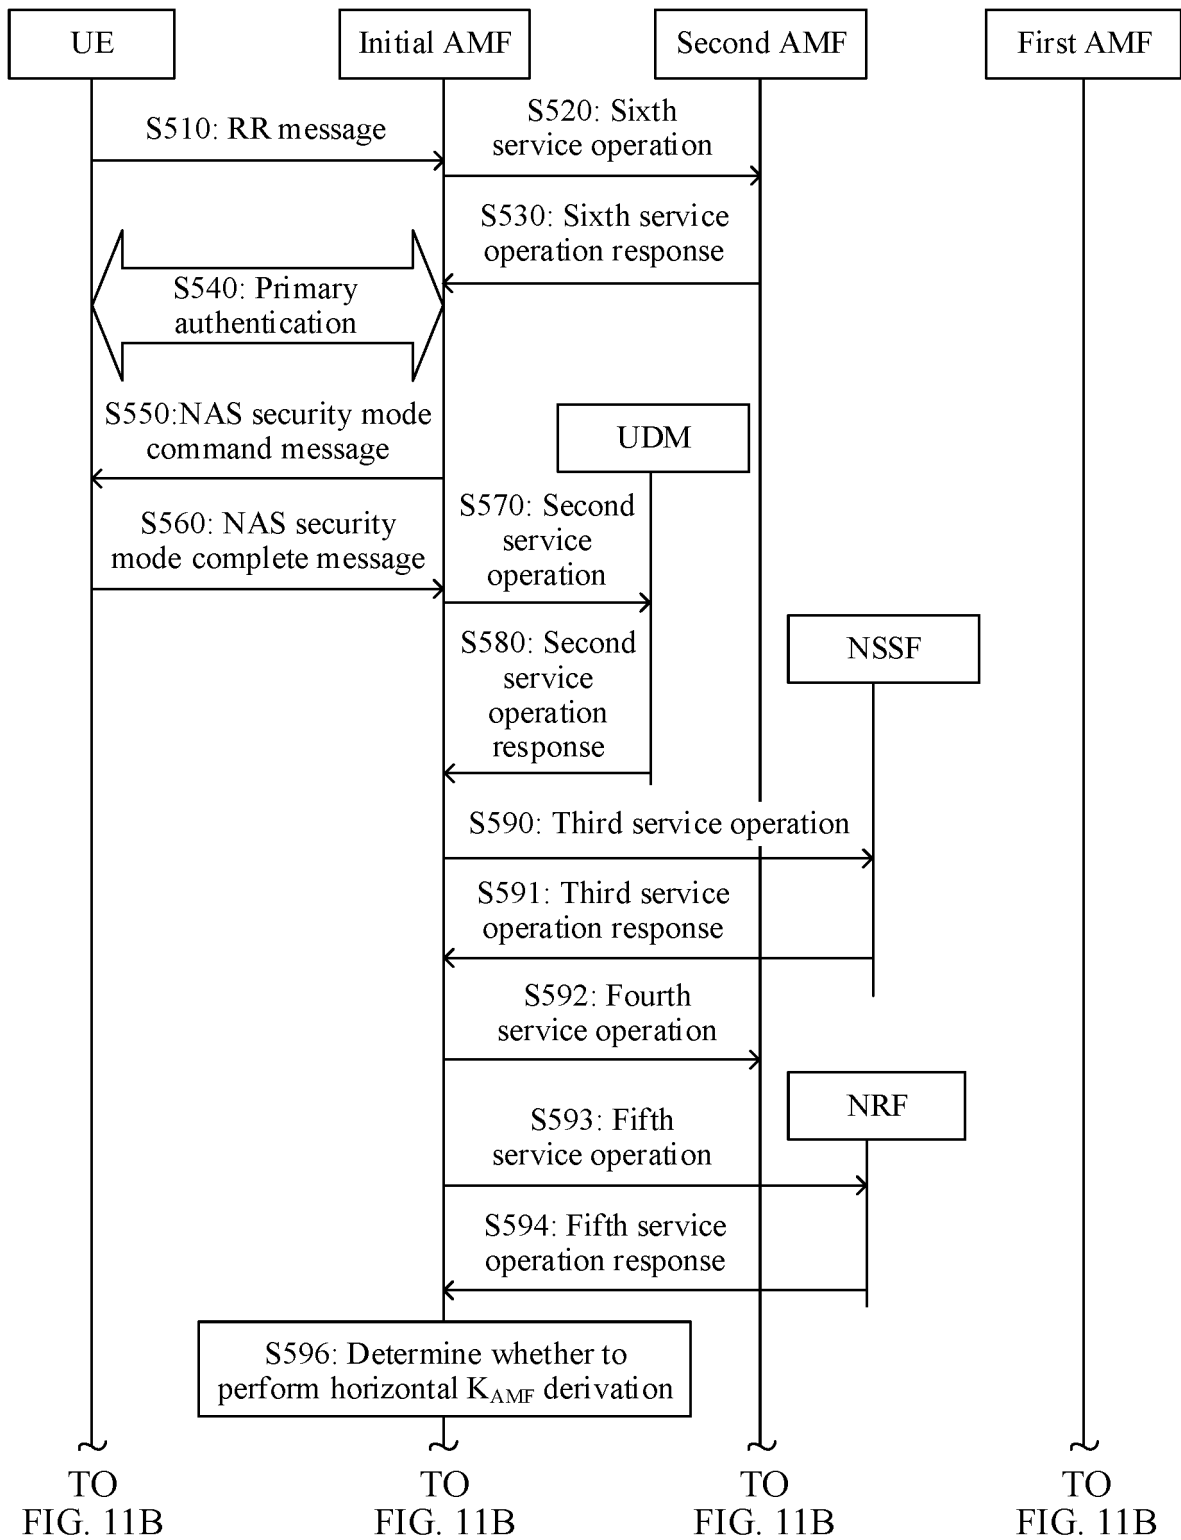 UE
Initial AMF
Second AMF
First AMF
S510: RR message
S520: Sixth
service operation
S530: Sixth service
operation response
S540: Primary
authentication
S550:NAS security mode
command message
UDM
S560: NAS security
mode complete message
S570: Second
service
operation
S580: Second
service
operation
response
NSSF
S590: Third service operation
S591: Third service
operation response
S592: Fourth
service operation
NRF
S593: Fifth
service operation
S594: Fifth service
operation response
S596: Determine whether to
perform horizontal KAMF derivation
TO
FIG. 11B
TO
FIG. 11B
TO
FIG. 11B
TO
FIG. 11B